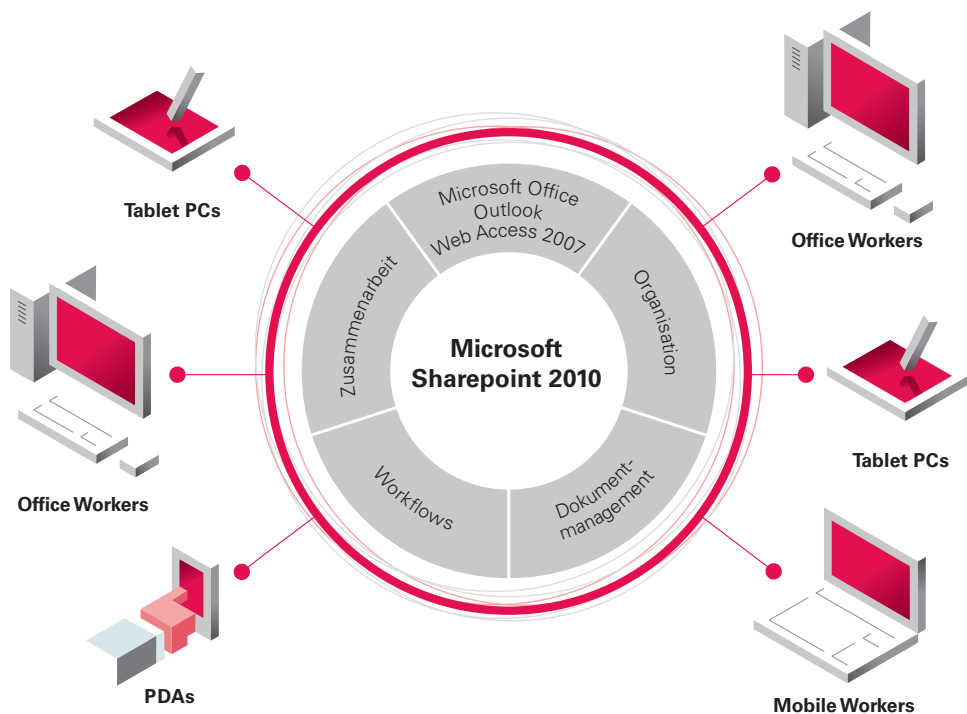 Tablet PCs
Office Workers
PDAs
Microsoft Office
Outlook
Web Access 2007
Zusammenarbeit
Organisation
Microsoft
Sharepoint 2010
Workflows
Dokument-
management
Office Workers
Tablet PCs
Mobile Workers